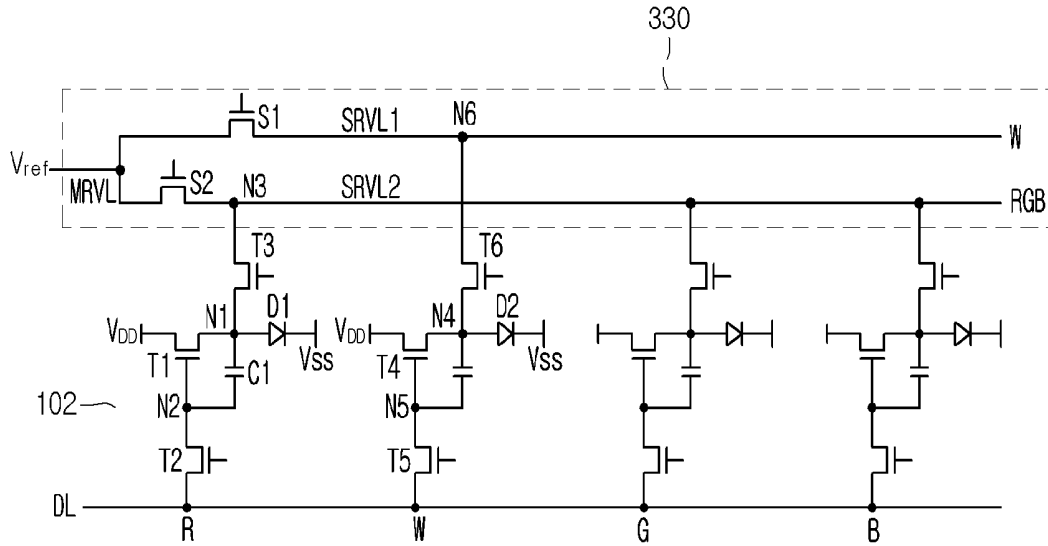 330
S1
SRVL1
N6
W
Vref
MRVL
S2
N3
SRVL2
RGB
T3
T6
N1
D1
N4
D2
VDD
VSS
VDD
VSS
T1
C1
T4
102
N2
N5
T2
T5
DL
R
W
G
B